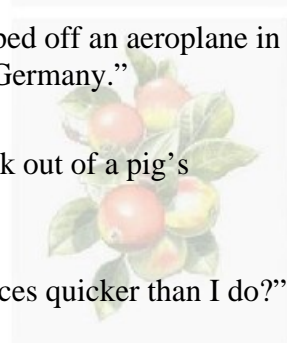 ped off an aeroplane in
Germany.”
k out of a pig’s
ces quicker than I do?”